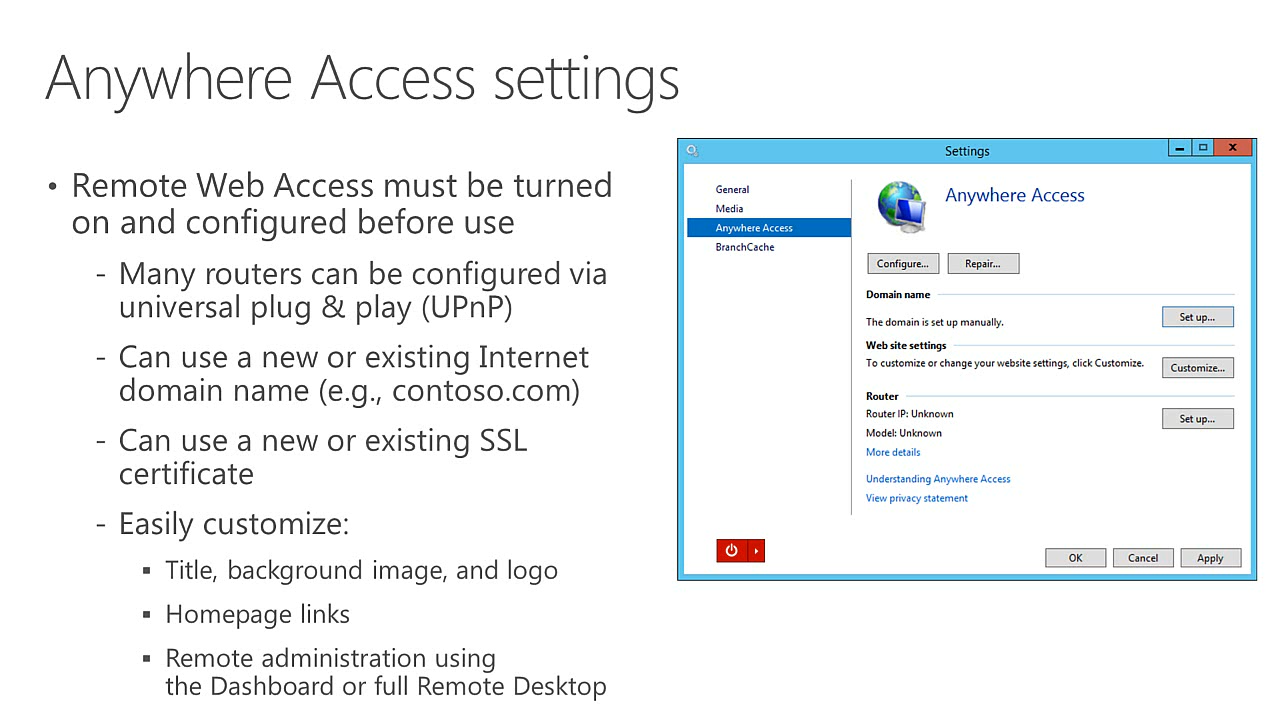 Anywhere Access settings
• Remote Web Access must be turned
on and configured before use
- Many routers can be configured via
universal plug & play (UPnP)
- Can use a new or existing Internet
domain name (e.g., contoso.com)
- Can use a new or existing SSL
certificate
- Easily customize:
▪ Title, background image, and logo
▪ Homepage links
▪ Remote administration using
the Dashboard or full Remote Desktop
Settings
General
Media
Anywhere Access
BranchCache
Anywhere Access
Configure... Repair...
Domain name
The domain is set up manually.
Set up...
Web site settings
To customize or change your website settings, click Customize.
Customize...
Router
Router IP: Unknown
Set up...
Model: Unknown
More details
Understanding Anywhere Access
View privacy statement
OK Cancel Apply